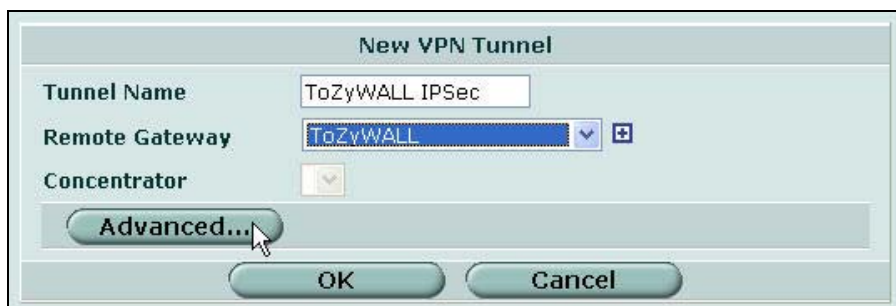 New VPN Tunnel
Tunnel Name ToZyWALL IPSec
Remote Gateway ToZyWALL
Concentrator
Advanced...
OK Cancel